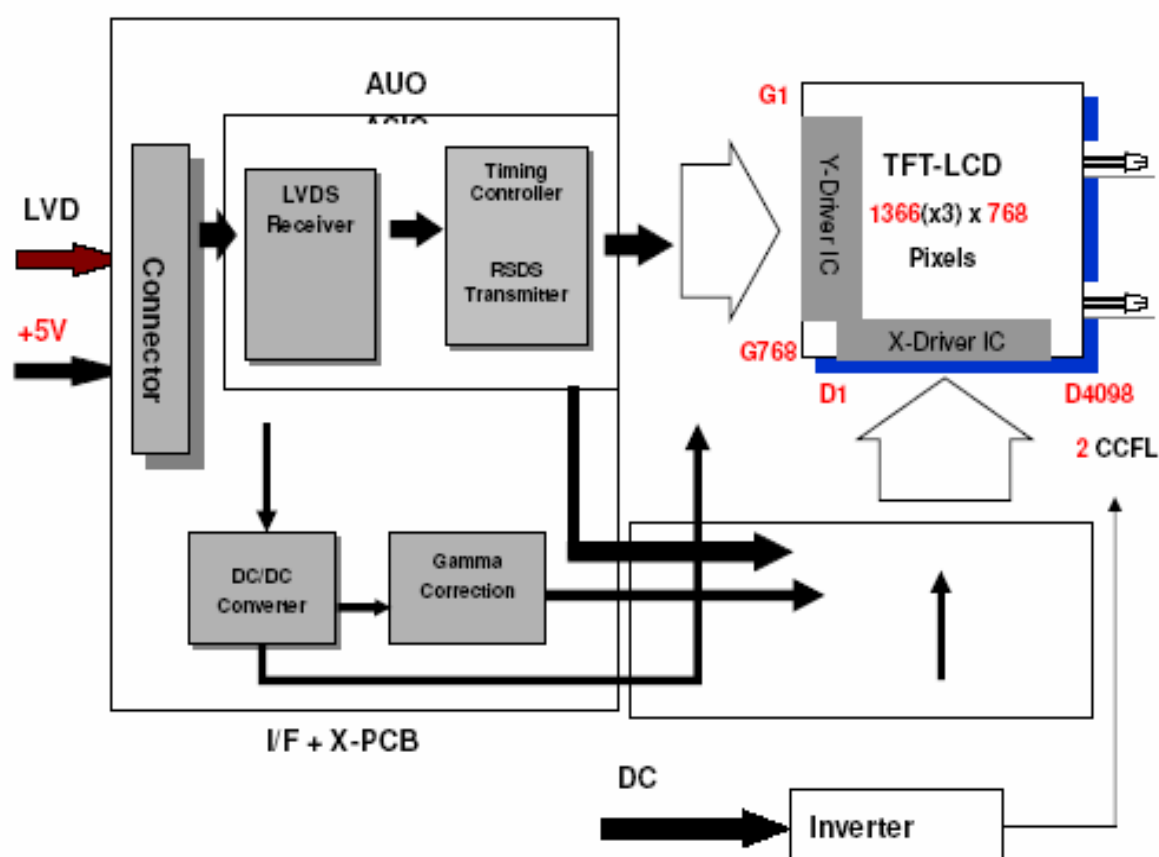 AUO
ASIC
LVD
+5V
Connector
LVDS
Receiver
Timing
Controller
RSDS
Transmitter
G1
Y-Driver IC
TFT-LCD
1366(x3) x 768
Pixels
X-Driver IC
G768
D1
D4098
2 CCFL
DC/DC
Converter
Gamma
Correction
I/F + X-PCB
DC
Inverter